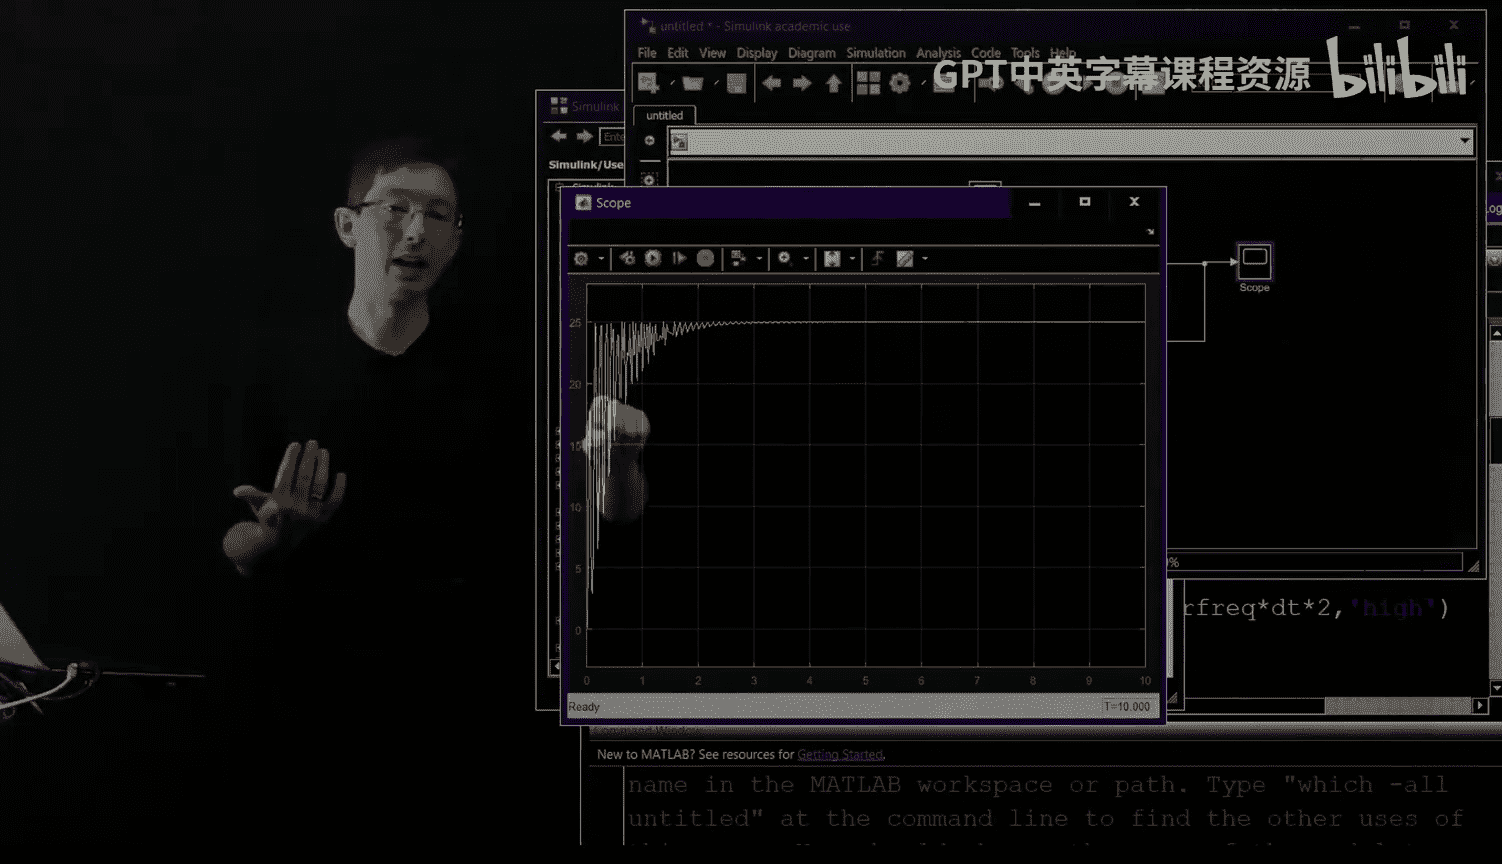 untitled * - Simulink academic use
File Edit View Display Diagram Simulation Analysis Code Tools Help
GPT中英字幕课程资源 bilibili
Simulink
untitled
Simulink/Use
Scope
Scope
25
20
15
10
5
0
0 1 2 3 4 5 6 7 8 9 10
Ready T=10.000
rfreq*dt*2,'high')
Command Window
New to MATLAB? See resources for Getting Started.
name in the MATLAB workspace or path. Type "which -all
untitled" at the command line to find the other uses of